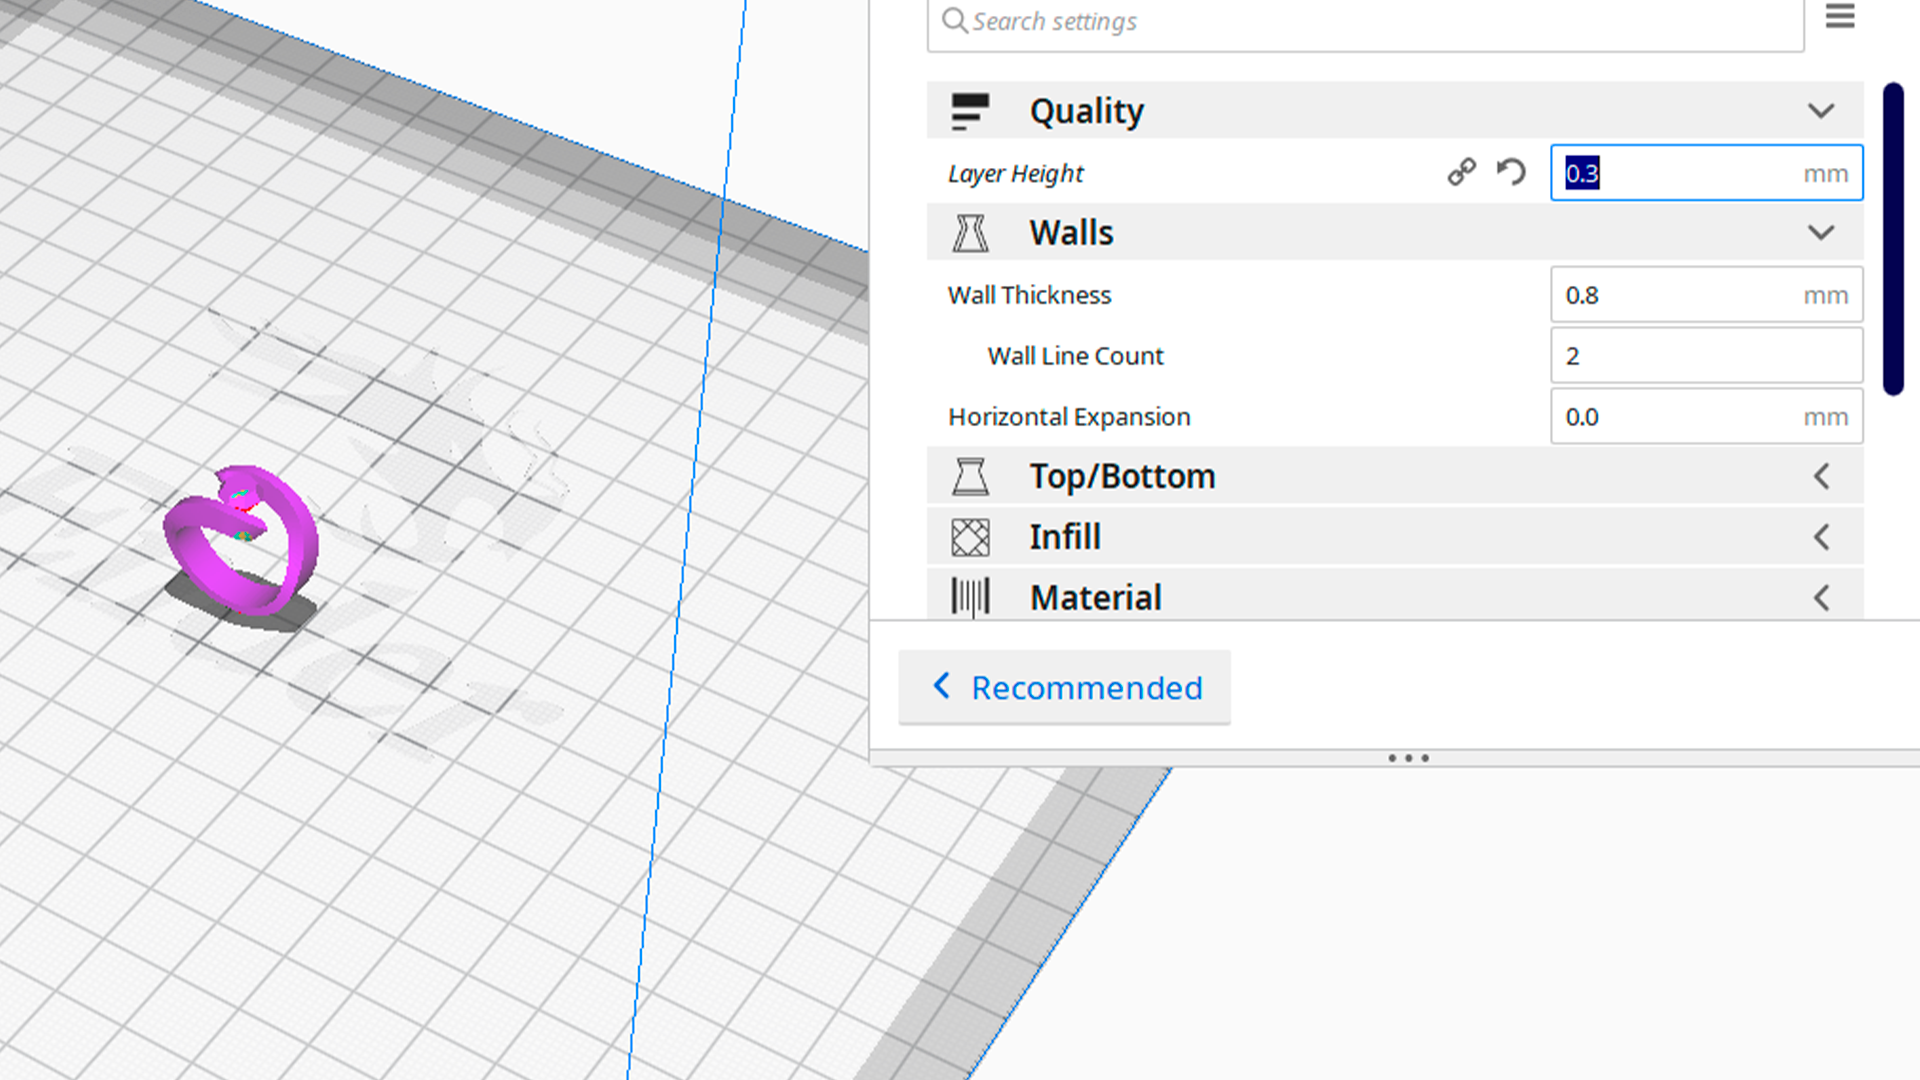 Search settings
Quality
Layer Height 0.3 mm
Walls
Wall Thickness 0.8 mm
Wall Line Count 2
Horizontal Expansion 0.0 mm
Top/Bottom
Infill
Material
Recommended